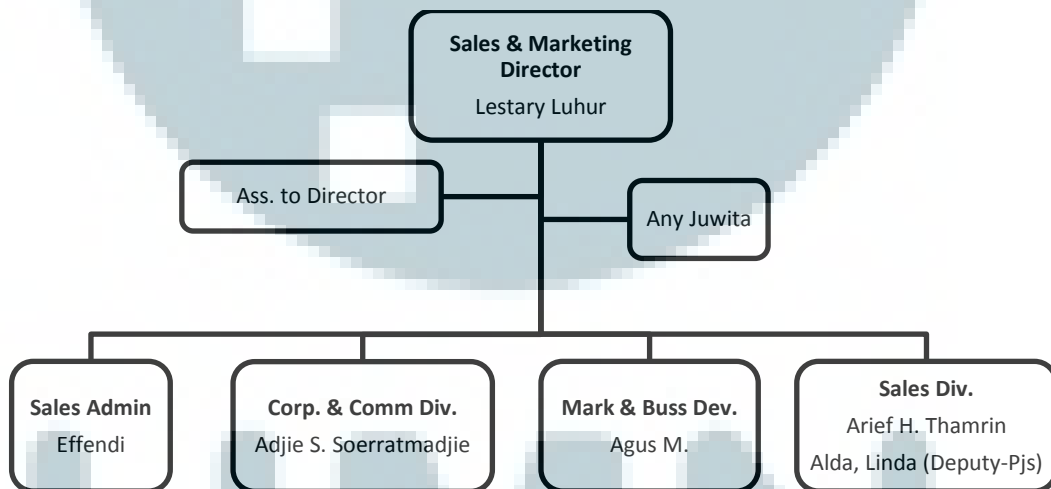 Sales & Marketing
Director
Lestary Luhur
Ass. to Director
Any Juwita
Sales Admin
Effendi
Corp. & Comm Div.
Adjie S. Soerratmadjie
Mark & Buss Dev.
Agus M.
Sales Div.
Arief H. Thamrin
Alda, Linda (Deputy-Pjs)